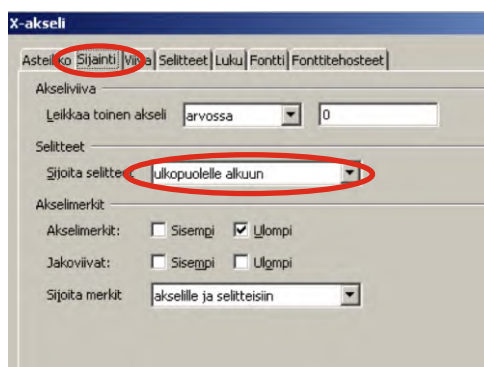 X-akseli
Asteikko Sijainti Viiva Selitteet Luku Fontti Fonttitehosteet
Akseliviiva
Leikkaa toinen akseli arvossa 0
Selitteet
Sijoita selitteet ulkopuolelle alkuun
Akselimerkit
Akselimerkit: Sisempi Ulompi
Jakoviivat: Sisempi Ulompi
Sijoita merkit akselille ja selitteisiin